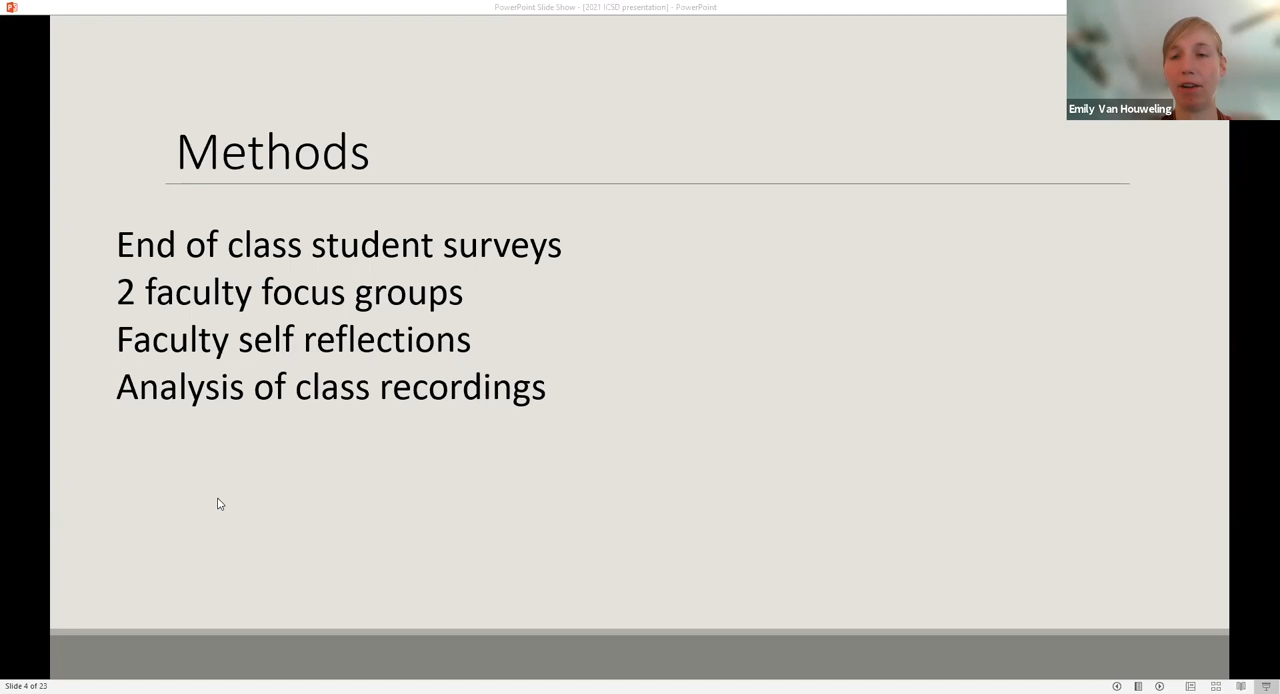 PowerPoint Slide Show - [2021 ICSD presentation] - PowerPoint
Emily Van Houweling
Methods
End of class student surveys
2 faculty focus groups
Faculty self reflections
Analysis of class recordings
Slide 4 of 23